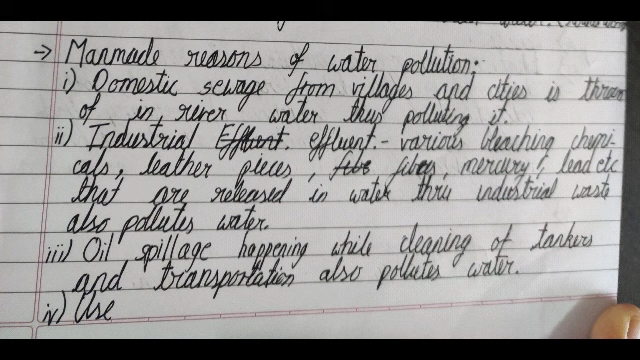 → Manmade reasons of water pollution:
i) Domestic sewage from villages and cities is thrown
of in river water thus polluting it.
ii) Industrial Effluent. effluent.- various bleaching chemi-
cals, leather pieces, fibe fibers, mercury, lead etc
that are released in water thru industrial waste
also pollutes water.
iii) Oil spillage happening while cleaning of tankers
and transportation also pollutes water.
iv) Use